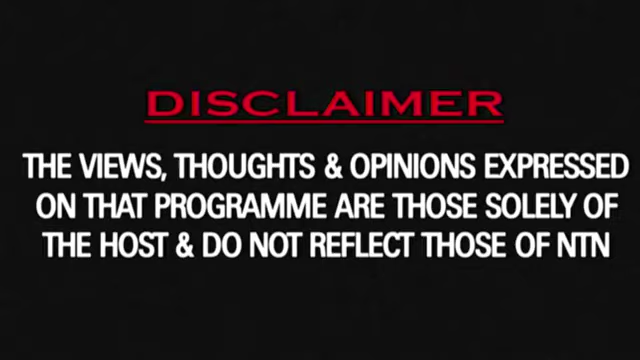 DISCLAIMER
THE VIEWS, THOUGHTS & OPINIONS EXPRESSED
ON THAT PROGRAMME ARE THOSE SOLELY OF
THE HOST & DO NOT REFLECT THOSE OF NTN